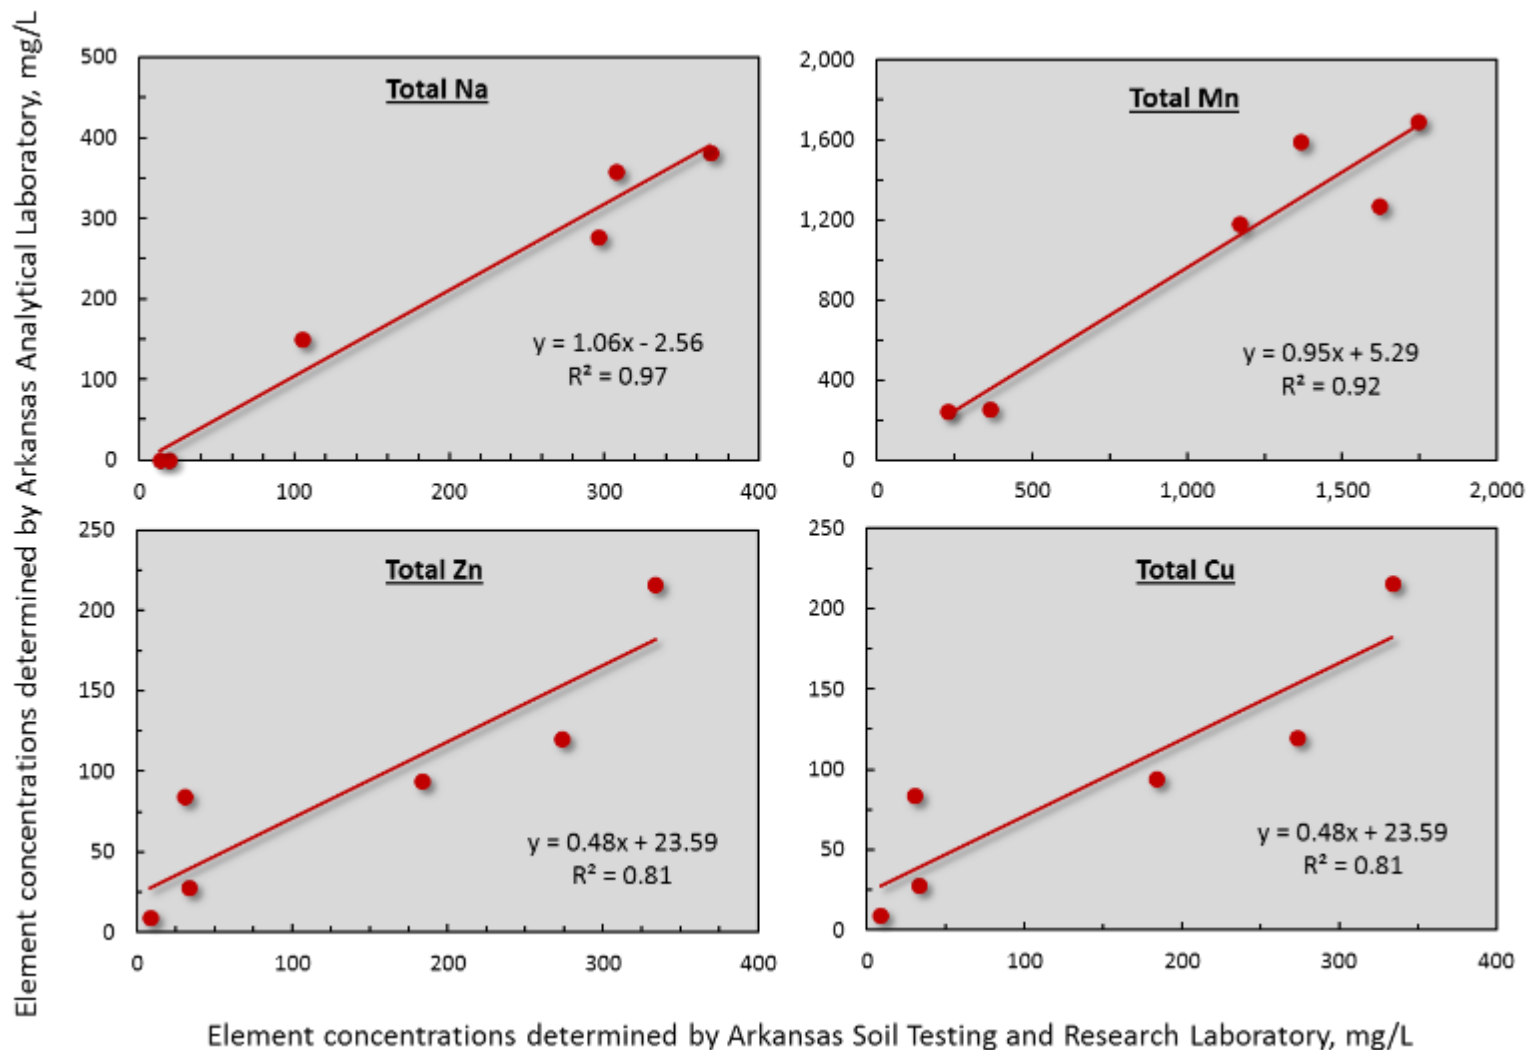 Element concentrations determined by Arkansas Analytical Laboratory, mg/L
500
400
300
200
100
0
Total Na
y = 1.06x - 2.56
R² = 0.97
0 100 200 300 400
2,000
1,600
1,200
800
400
0
Total Mn
y = 0.95x + 5.29
R² = 0.92
0 500 1,000 1,500 2,000
250
200
150
100
50
0
Total Zn
y = 0.48x + 23.59
R² = 0.81
0 100 200 300 400
250
200
150
100
50
0
Total Cu
y = 0.48x + 23.59
R² = 0.81
0 100 200 300 400
Element concentrations determined by Arkansas Soil Testing and Research Laboratory, mg/L